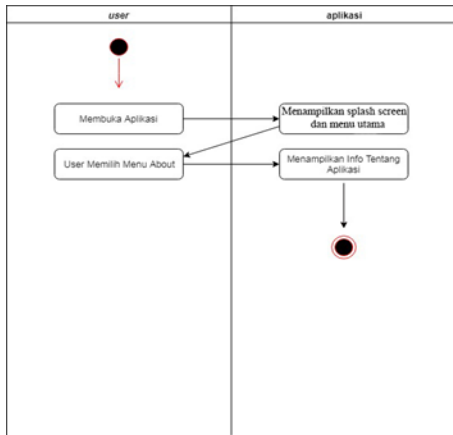 user
aplikasi
Membuka Aplikasi
Menampilkan splash screen
dan menu utama
User Memilih Menu About
Menampilkan Info Tentang
Aplikasi